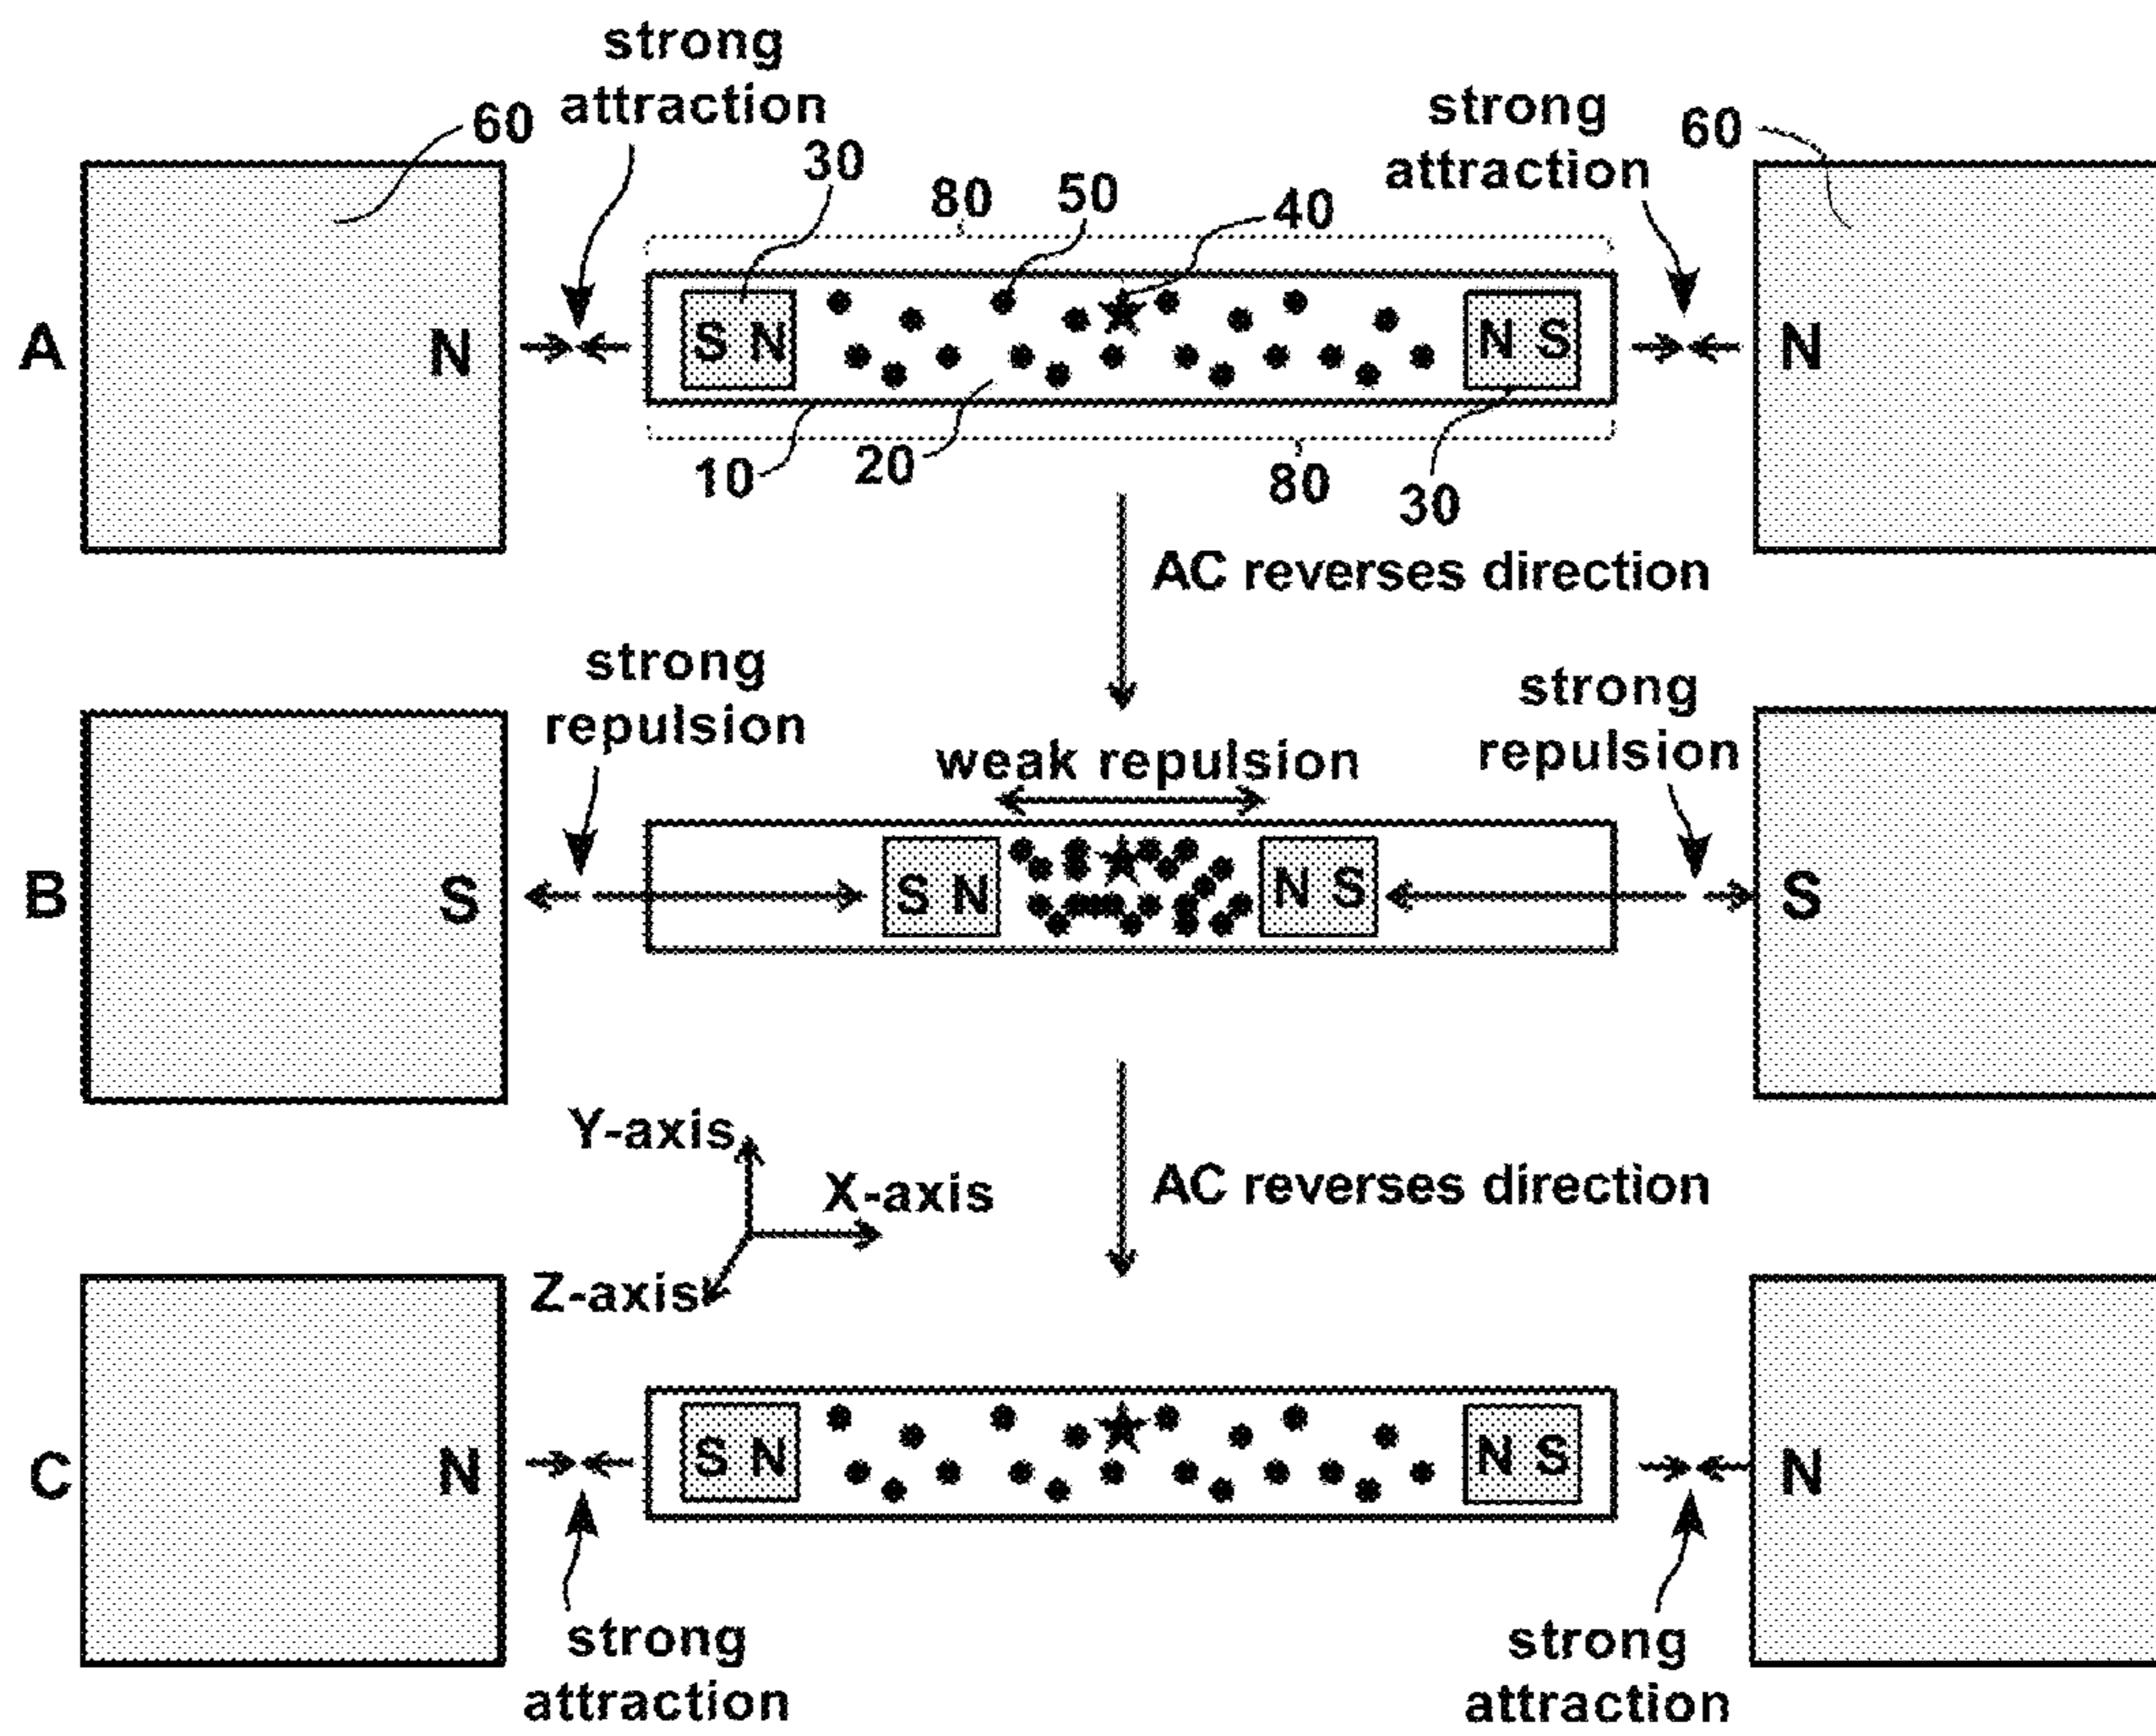 strong
attraction
60
30
80
50
40
strong
attraction
60
A
N
S N
N S
N
10
20
80
30
AC reverses direction
strong
repulsion
weak repulsion
strong
repulsion
B
S
S N
N S
S
Y-axis
X-axis
Z-axis
AC reverses direction
C
N
S N
N S
N
strong
attraction
strong
attraction